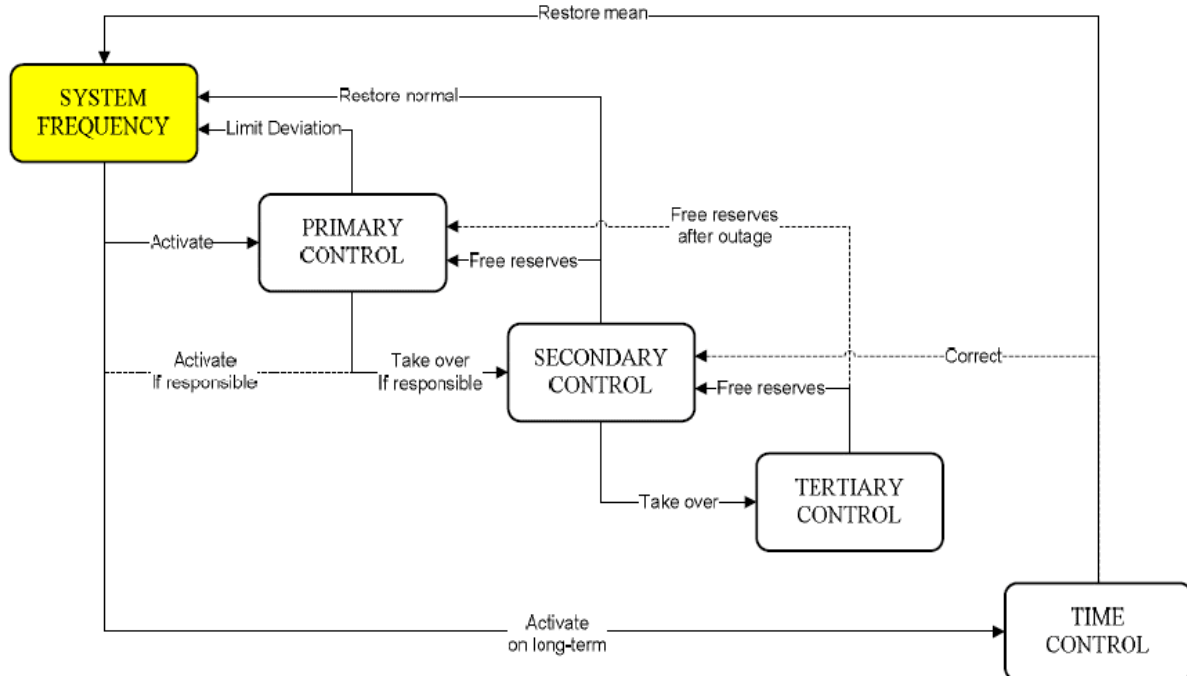 Restore mean
SYSTEM
FREQUENCY
Restore normal
Limit Deviation
PRIMARY
CONTROL
Free reserves
after outage
Activate
Free reserves
Activate
If responsible
Take over
If responsible
SECONDARY
CONTROL
Correct
Free reserves
Take over
TERTIARY
CONTROL
Activate
on long-term
TIME
CONTROL